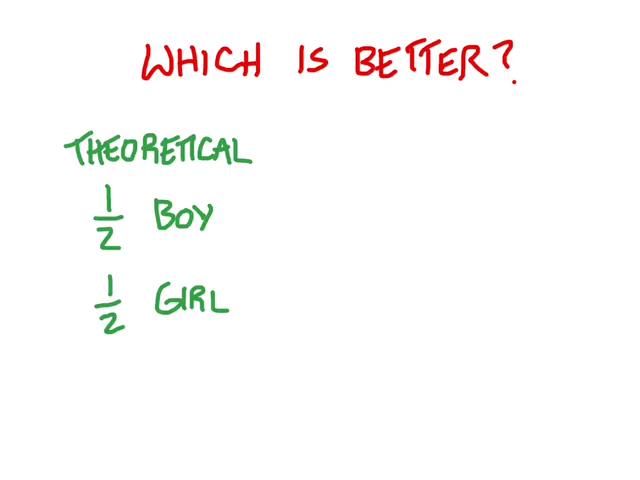 WHICH IS BETTER?
THEORETICAL
1/2 BOY
1/2 GIRL